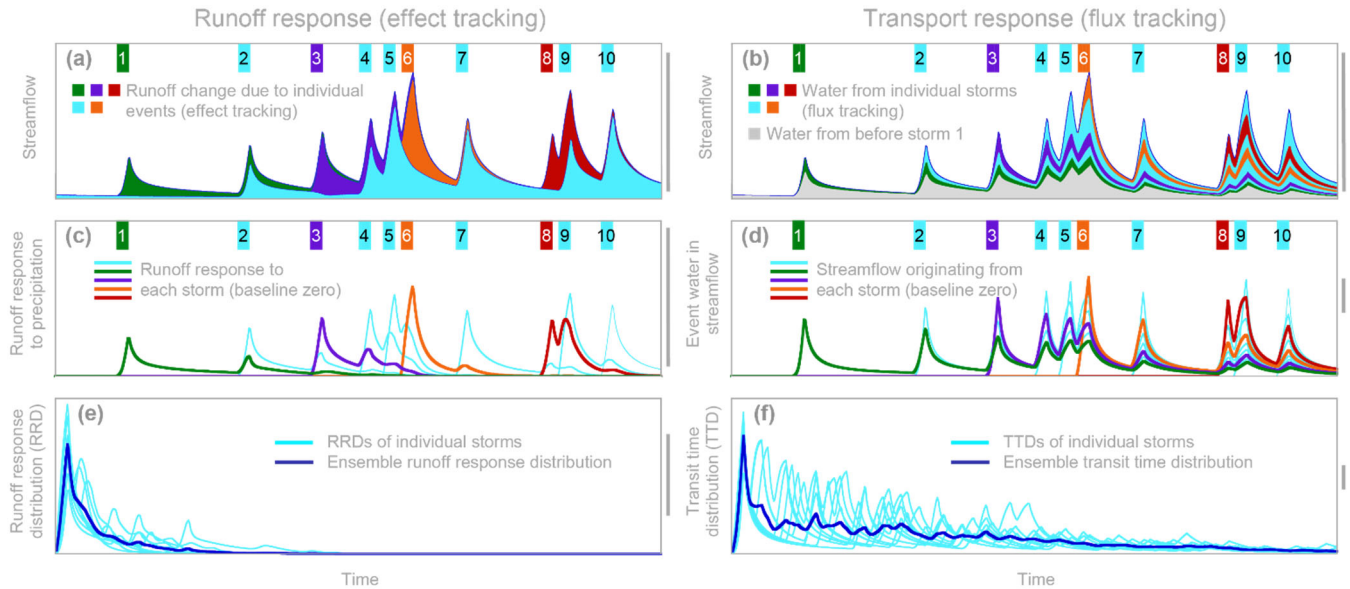 Runoff response (effect tracking)
Transport response (flux tracking)
Streamflow
(a)
1 2 3 4 5 6 7 8 9 10
Runoff change due to individual
events (effect tracking)
Streamflow
(b)
1 2 3 4 5 6 7 8 9 10
Water from individual storms
(flux tracking)
Water from before storm 1
Runoff response
to precipitation
(c)
1 2 3 4 5 6 7 8 9 10
Runoff response to
each storm (baseline zero)
Event water in
streamflow
(d)
1 2 3 4 5 6 7 8 9 10
Streamflow originating from
each storm (baseline zero)
Runoff response
distribution (RRD)
(e)
RRDs of individual storms
Ensemble runoff response distribution
Time
Transit time
distribution (TTD)
(f)
TTDs of individual storms
Ensemble transit time distribution
Time